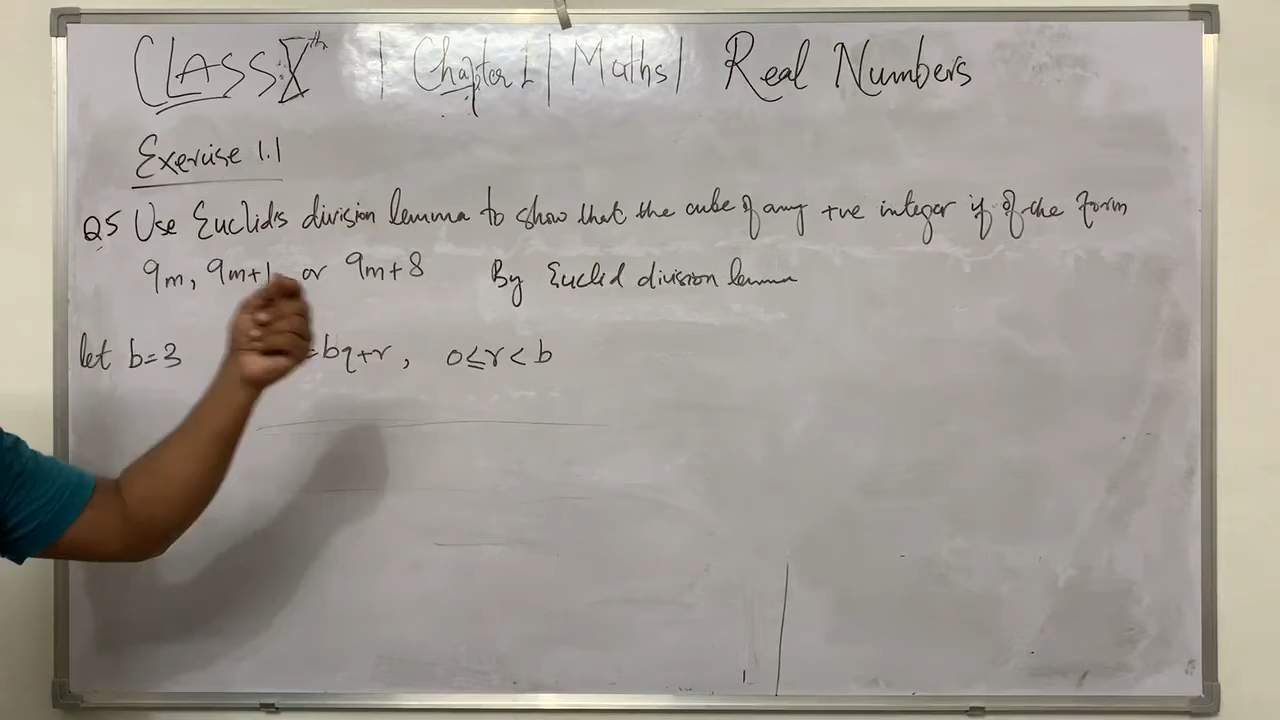 CLASS Xth | Chapter 1 | Maths | Real Numbers
Exercise 1.1
Q5 Use Euclid's division lemma to show that the cube of any +ve integer if of the form
9m, 9m+1 or 9m+8 By Euclid division lemma
let b=3 =bq+r, 0≤r<b